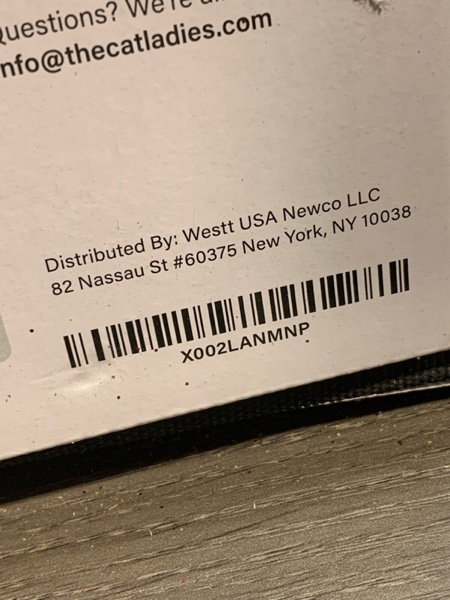 Questions? We're
nfo@thecatladies.com
Distributed By: Westt USA Newco LLC
82 Nassau St #60375 New York, NY 10038
X002LANMNP